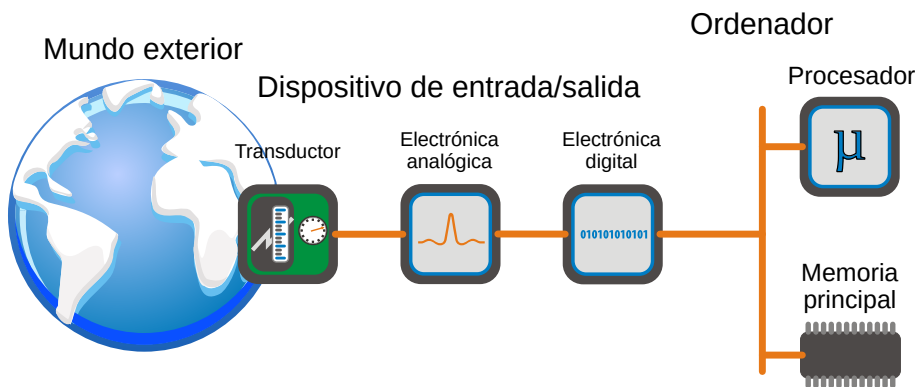 Ordenador
Mundo exterior
Dispositivo de entrada/salida
Procesador
Transductor
Electrónica
analógica
Electrónica
digital
μ
010101010101
Memoria
principal